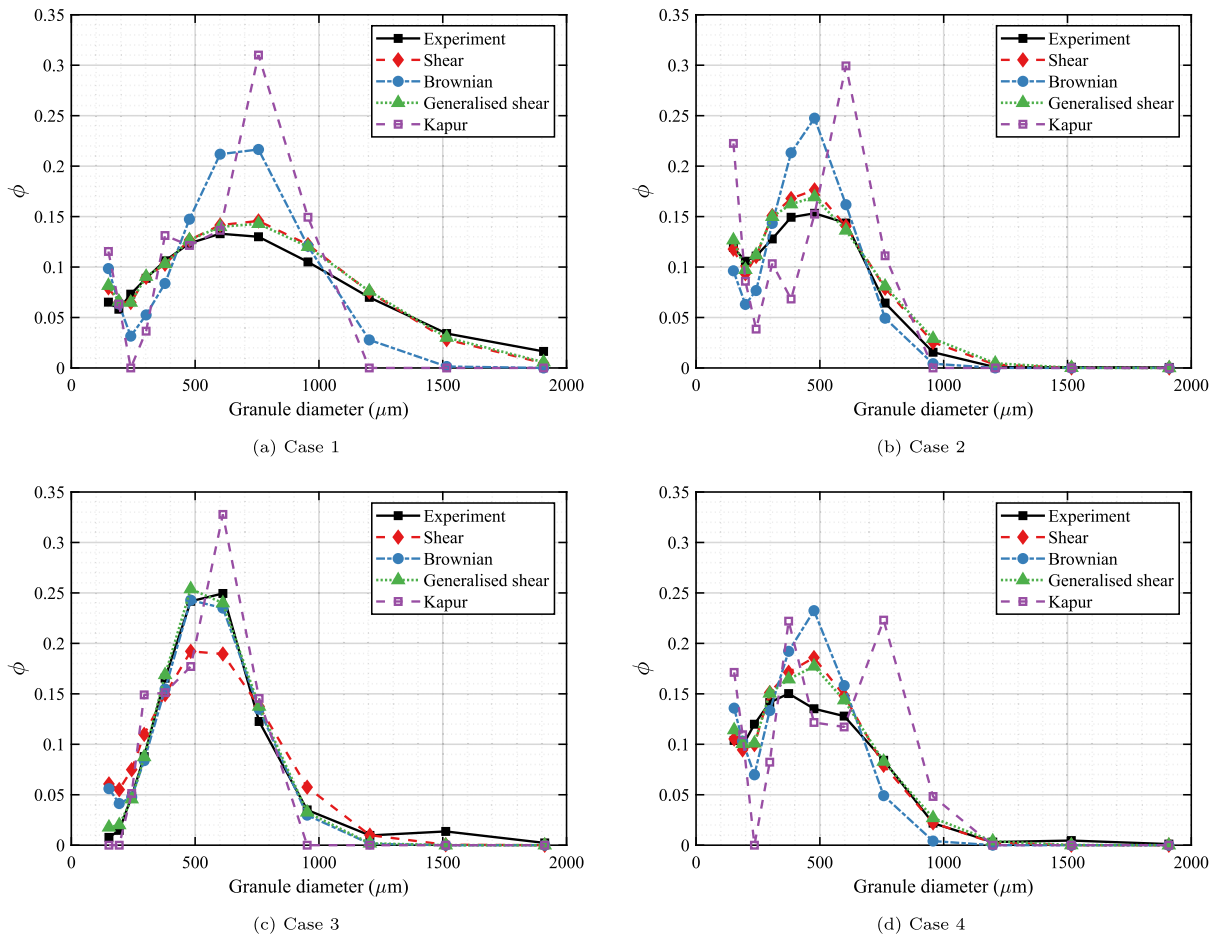 0.35
0.3
0.25
0.2
0.15
0.1
0.05
0
ϕ
Experiment
Shear
Brownian
Generalised shear
Kapur
0 500 1000 1500 2000
Granule diameter (μm)
(a) Case 1
0.35
0.3
0.25
0.2
0.15
0.1
0.05
0
ϕ
Experiment
Shear
Brownian
Generalised shear
Kapur
0 500 1000 1500 2000
Granule diameter (μm)
(b) Case 2
0.35
0.3
0.25
0.2
0.15
0.1
0.05
0
ϕ
Experiment
Shear
Brownian
Generalised shear
Kapur
0 500 1000 1500 2000
Granule diameter (μm)
(c) Case 3
0.35
0.3
0.25
0.2
0.15
0.1
0.05
0
ϕ
Experiment
Shear
Brownian
Generalised shear
Kapur
0 500 1000 1500 2000
Granule diameter (μm)
(d) Case 4